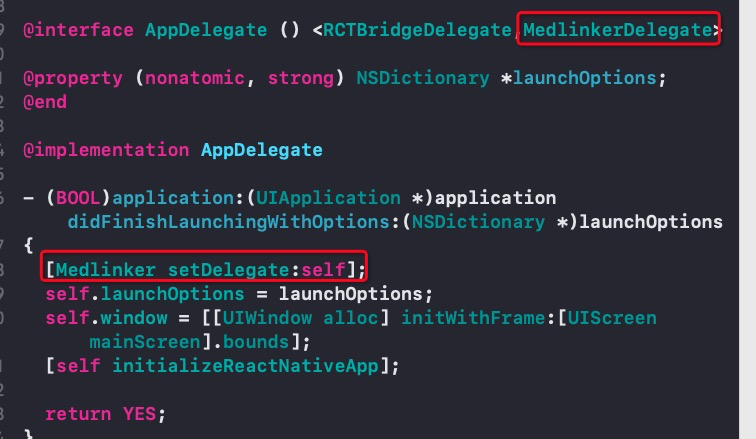 @interface AppDelegate () <RCTBridgeDelegate,MedlinkerDelegate>
@property (nonatomic, strong) NSDictionary *launchOptions;
@end
@implementation AppDelegate
- (BOOL)application:(UIApplication *)application
didFinishLaunchingWithOptions:(NSDictionary *)launchOptions
{
[Medlinker setDelegate:self];
self.launchOptions = launchOptions;
self.window = [[UIWindow alloc] initWithFrame:[UIScreen
mainScreen].bounds];
[self initializeReactNativeApp];
return YES;
}